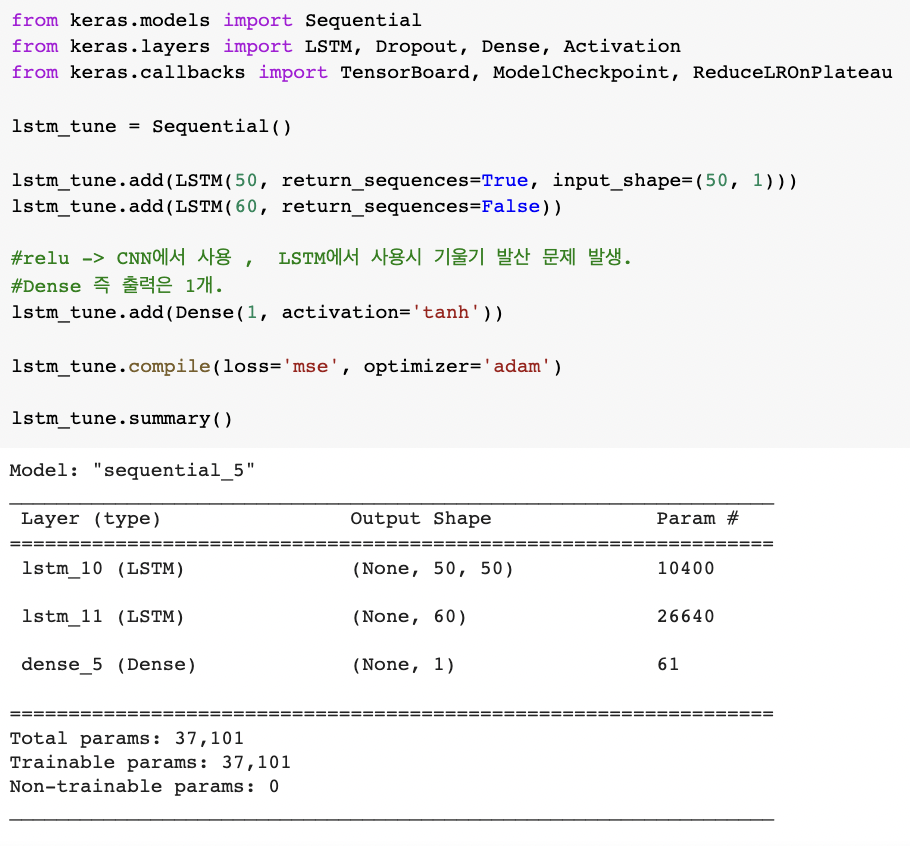 from keras.models import Sequential
from keras.layers import LSTM, Dropout, Dense, Activation
from keras.callbacks import TensorBoard, ModelCheckpoint, ReduceLROnPlateau
lstm_tune = Sequential()
lstm_tune.add(LSTM(50, return_sequences=True, input_shape=(50, 1)))
lstm_tune.add(LSTM(60, return_sequences=False))
#relu -> CNN에서 사용 ,  LSTM에서 사용시 기울기 발산 문제 발생.
#Dense 즉 출력은 1개.
lstm_tune.add(Dense(1, activation='tanh'))
lstm_tune.compile(loss='mse', optimizer='adam')
lstm_tune.summary()
Model: "sequential_5"
Layer (type) Output Shape Param #
lstm_10 (LSTM) (None, 50, 50) 10400
lstm_11 (LSTM) (None, 60) 26640
dense_5 (Dense) (None, 1) 61
Total params: 37,101
Trainable params: 37,101
Non-trainable params: 0